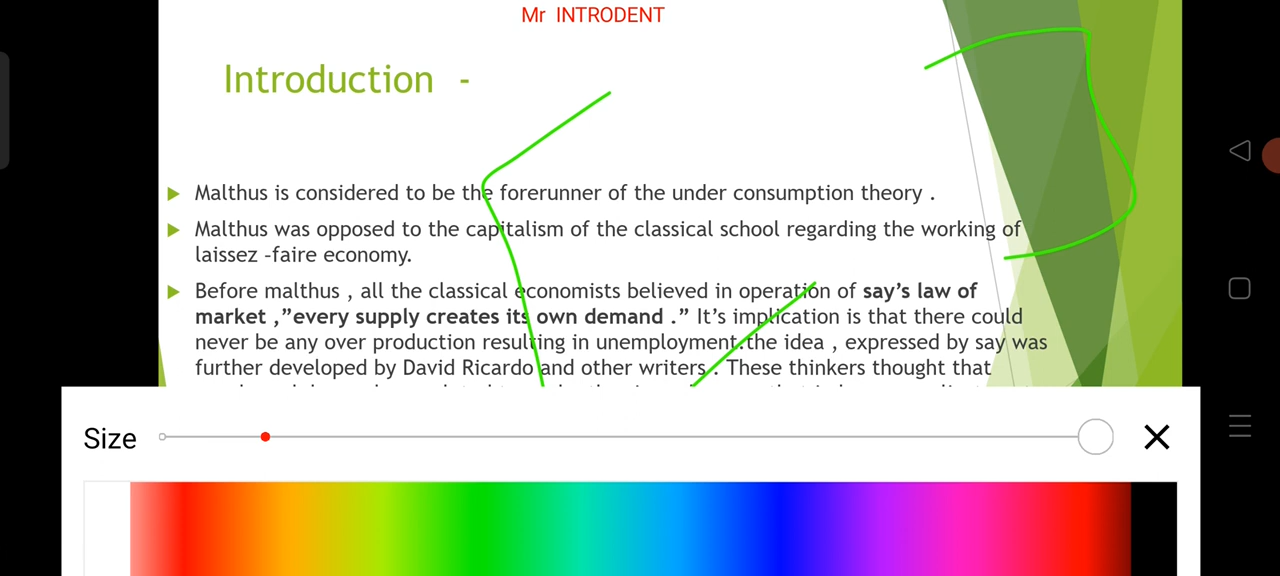 Mr INTRODENT
Introduction -
Malthus is considered to be the forerunner of the under consumption theory .
Malthus was opposed to the capitalism of the classical school regarding the working of
laissez -faire economy.
Before malthus , all the classical economists believed in operation of say’s law of
market ,”every supply creates its own demand .” It’s implication is that there could
never be any over production resulting in unemployment.the idea , expressed by say was
further developed by David Ricardo and other writers . These thinkers thought that
Size